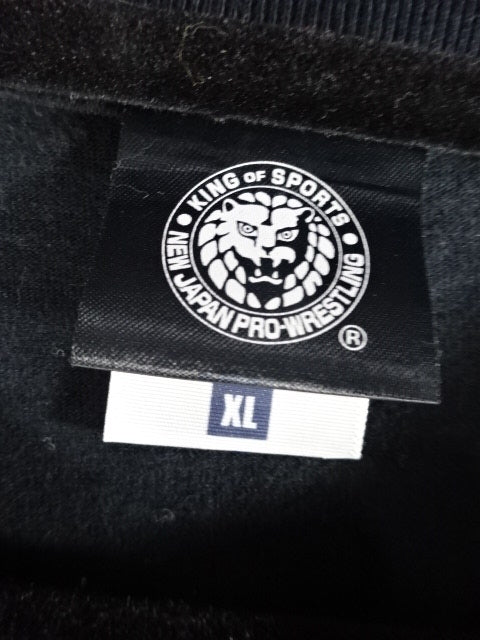 KING OF SPORTS
NEW JAPAN PRO-WRESTLING
®
XL